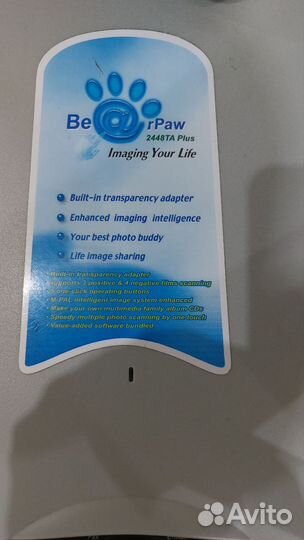 Be@rPaw
2448TA Plus
Imaging Your Life
Built-in transparency adapter
Enhanced imaging intelligence
Your best photo buddy
Life image sharing
Built-in transparency adapter
Supports 3 positive & 4 negative films scanning
5 one-click operating buttons
M-PAC Intelligent image system enhanced
Make your own multimedia family album CDs
Speedy multiple photo scanning by one-touch
Value-added software bundled
Avito